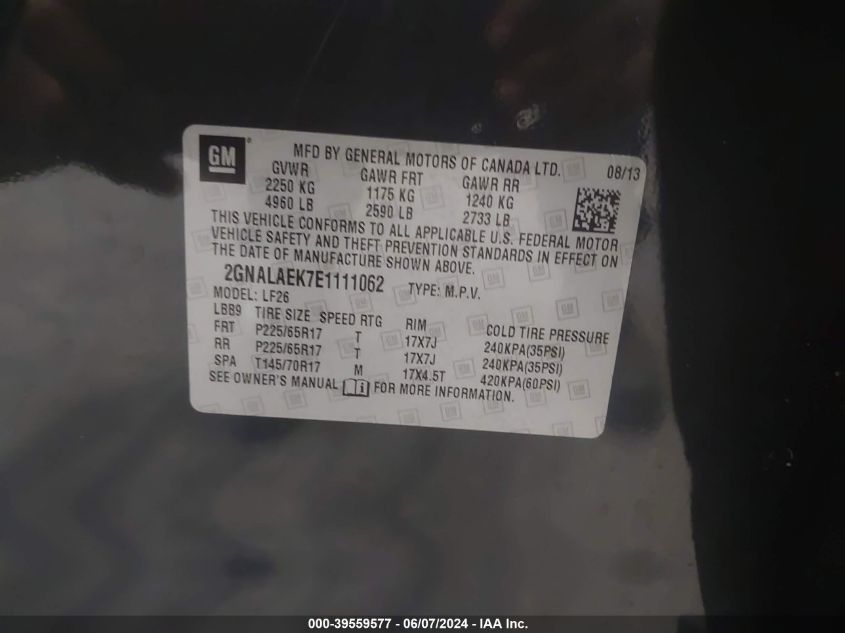 GM ®
MFD BY GENERAL MOTORS OF CANADA LTD. 08/13
GVWR GAWR FRT GAWR RR
2250 KG 1175 KG 1240 KG
4960 LB 2590 LB 2733 LB
THIS VEHICLE CONFORMS TO ALL APPLICABLE U.S. FEDERAL MOTOR
VEHICLE SAFETY AND THEFT PREVENTION STANDARDS IN EFFECT ON
THE DATE OF MANUFACTURE SHOWN ABOVE.
2GNALAEK7E1111062 TYPE: M.P.V.
MODEL: LF26
LBB9 TIRE SIZE SPEED RTG RIM COLD TIRE PRESSURE
FRT P225/65R17 T 17X7J 240KPA(35PSI)
RR P225/65R17 T 17X7J 240KPA(35PSI)
SPA T145/70R17 M 17X4.5T 420KPA(60PSI)
SEE OWNER'S MANUAL FOR MORE INFORMATION.
000-39559577 - 06/07/2024 - IAA Inc.